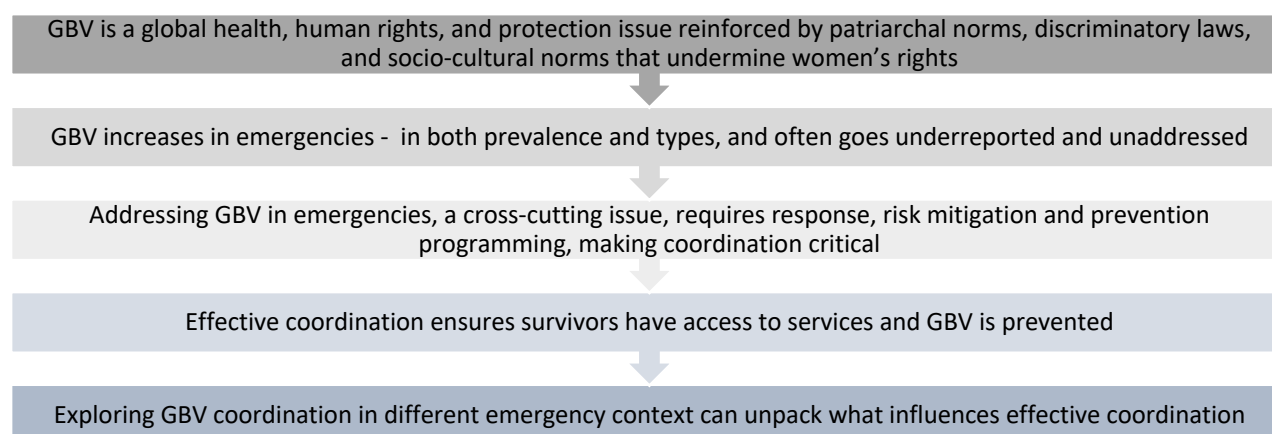 GBV is a global health, human rights, and protection issue reinforced by patriarchal norms, discriminatory laws,
and socio-cultural norms that undermine women’s rights
GBV increases in emergencies -  in both prevalence and types, and often goes underreported and unaddressed
Addressing GBV in emergencies, a cross-cutting issue, requires response, risk mitigation and prevention
programming, making coordination critical
Effective coordination ensures survivors have access to services and GBV is prevented
Exploring GBV coordination in different emergency context can unpack what influences effective coordination